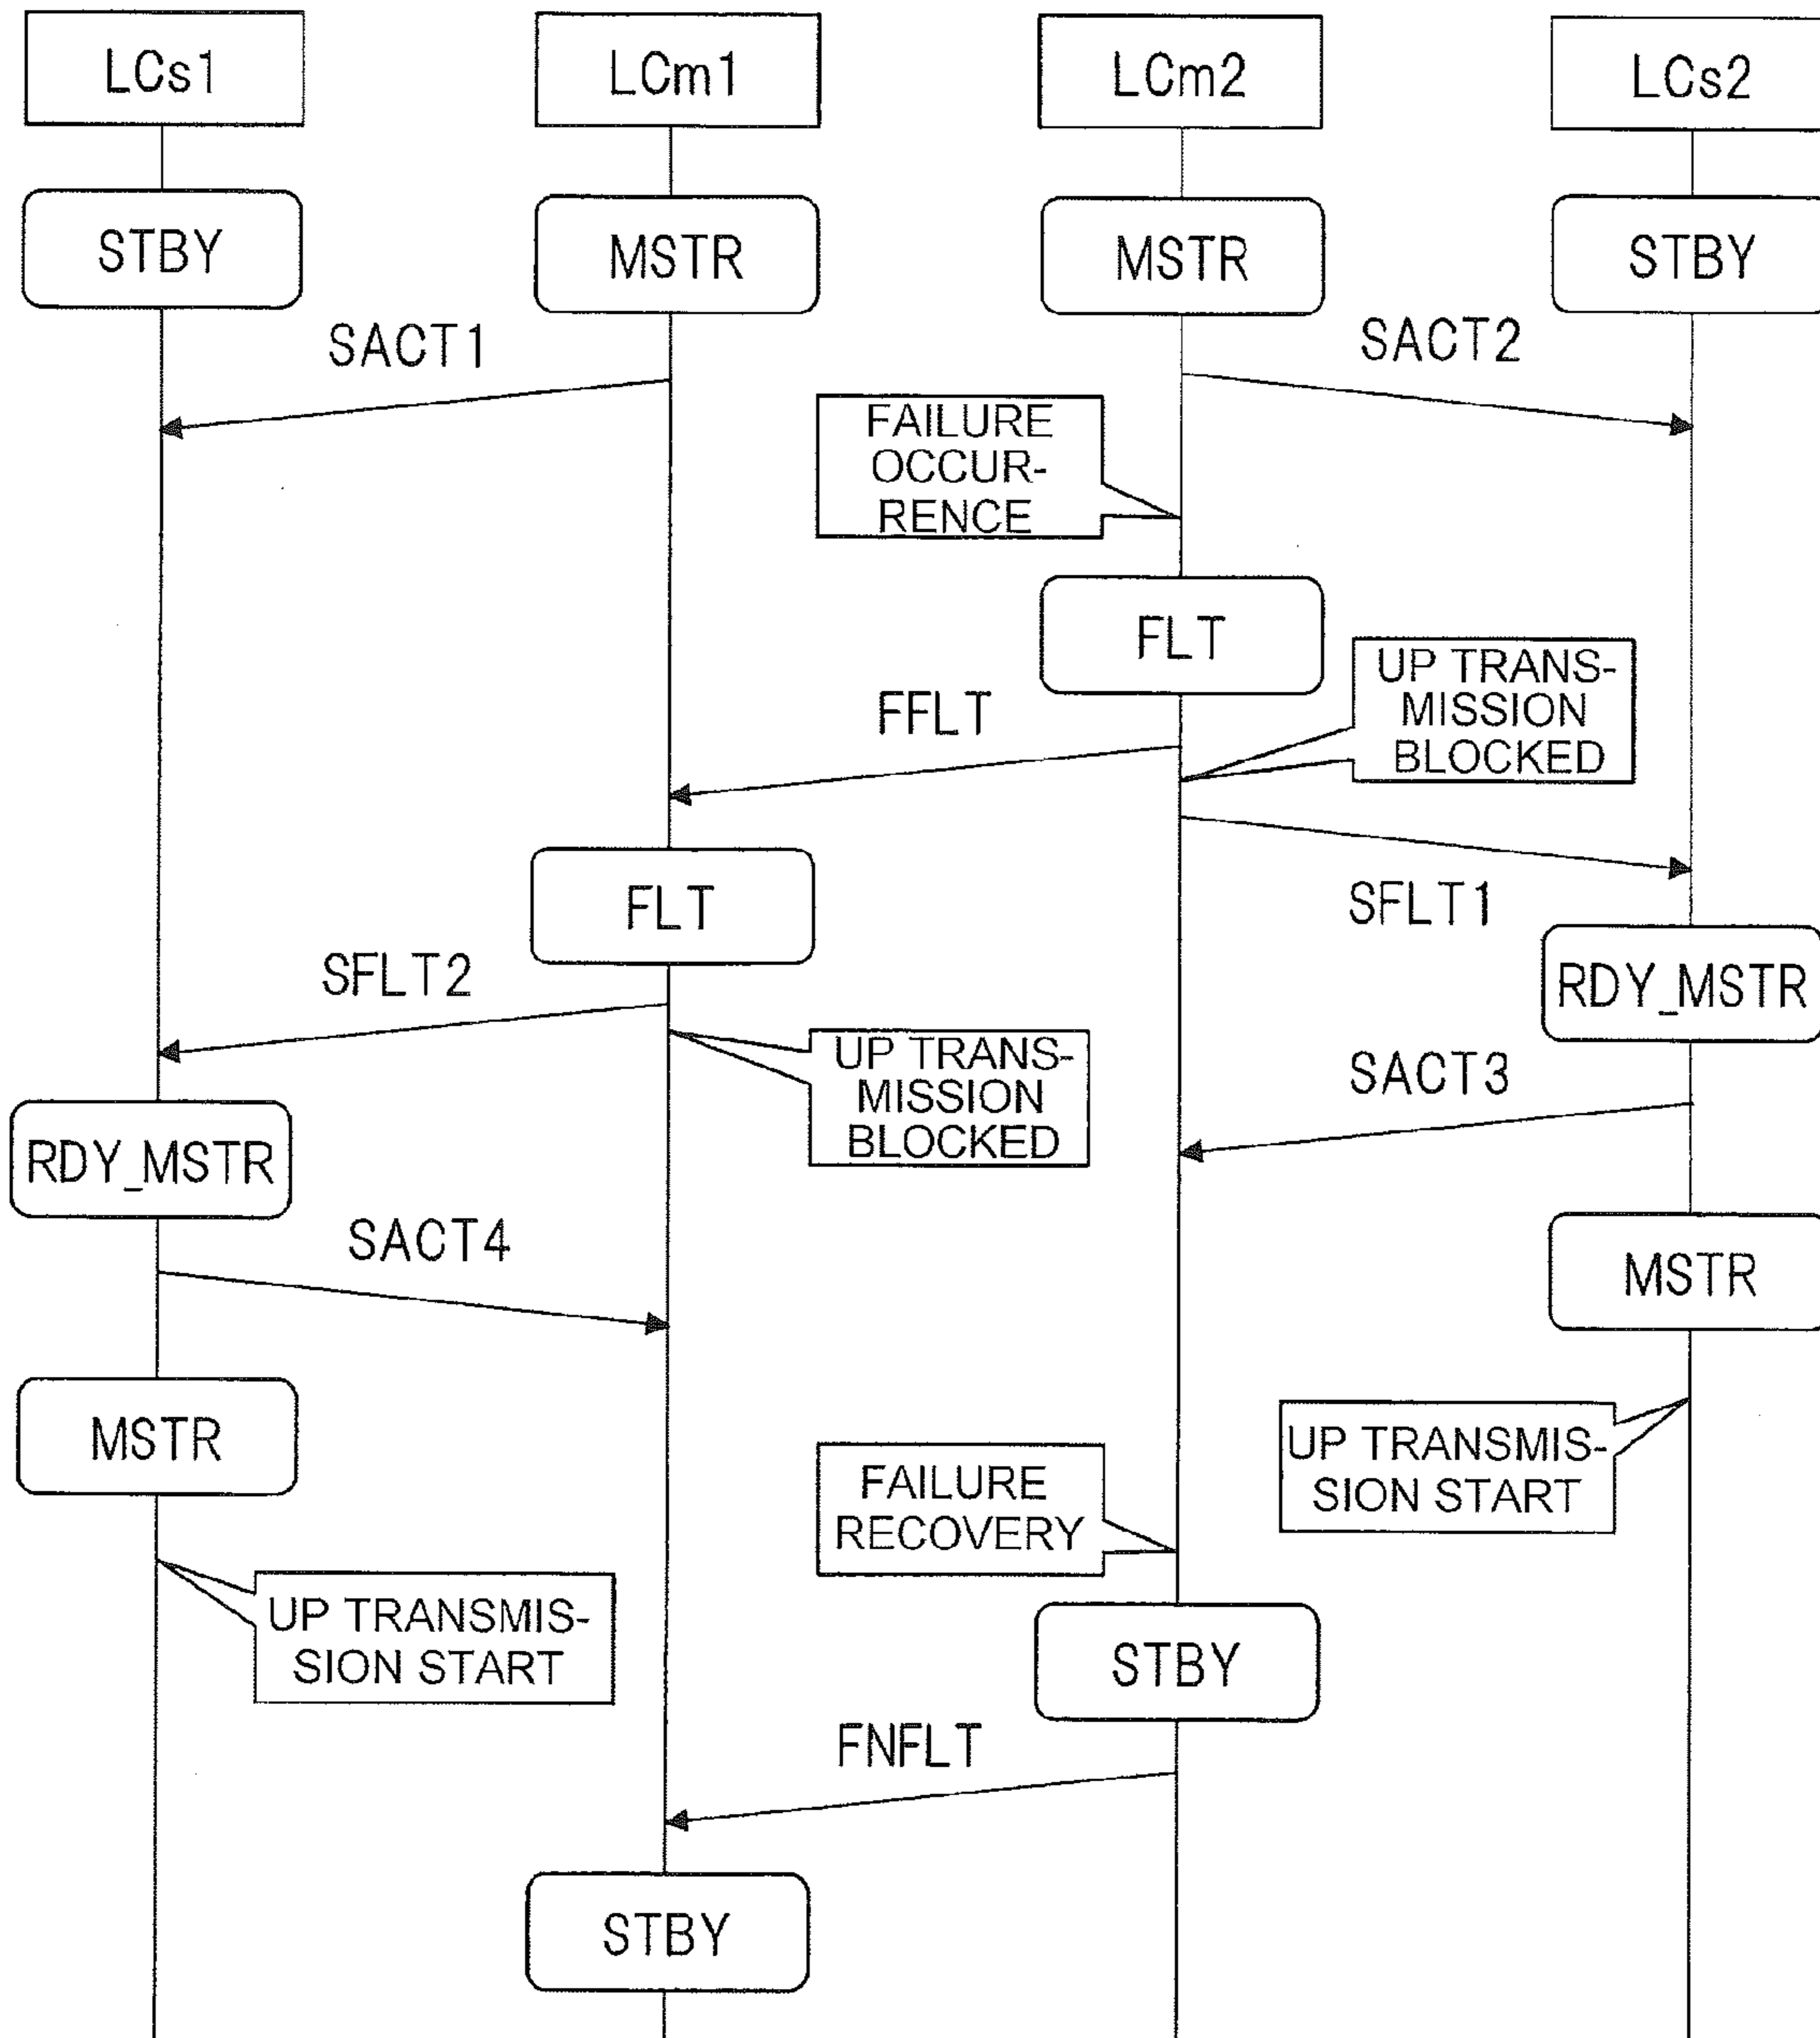 LCs1 LCm1 LCm2 LCs2
STBY MSTR MSTR STBY
SACT1 SACT2
FAILURE
OCCUR-
RENCE
FLT
UP TRANS-
MISSION
BLOCKED
FFLT
FLT
SFLT1
SFLT2
RDY_MSTR
UP TRANS-
MISSION
BLOCKED
SACT3
RDY_MSTR
SACT4
MSTR
MSTR
UP TRANSMIS-
SION START
FAILURE
RECOVERY
UP TRANSMIS-
SION START
STBY
FNFLT
STBY